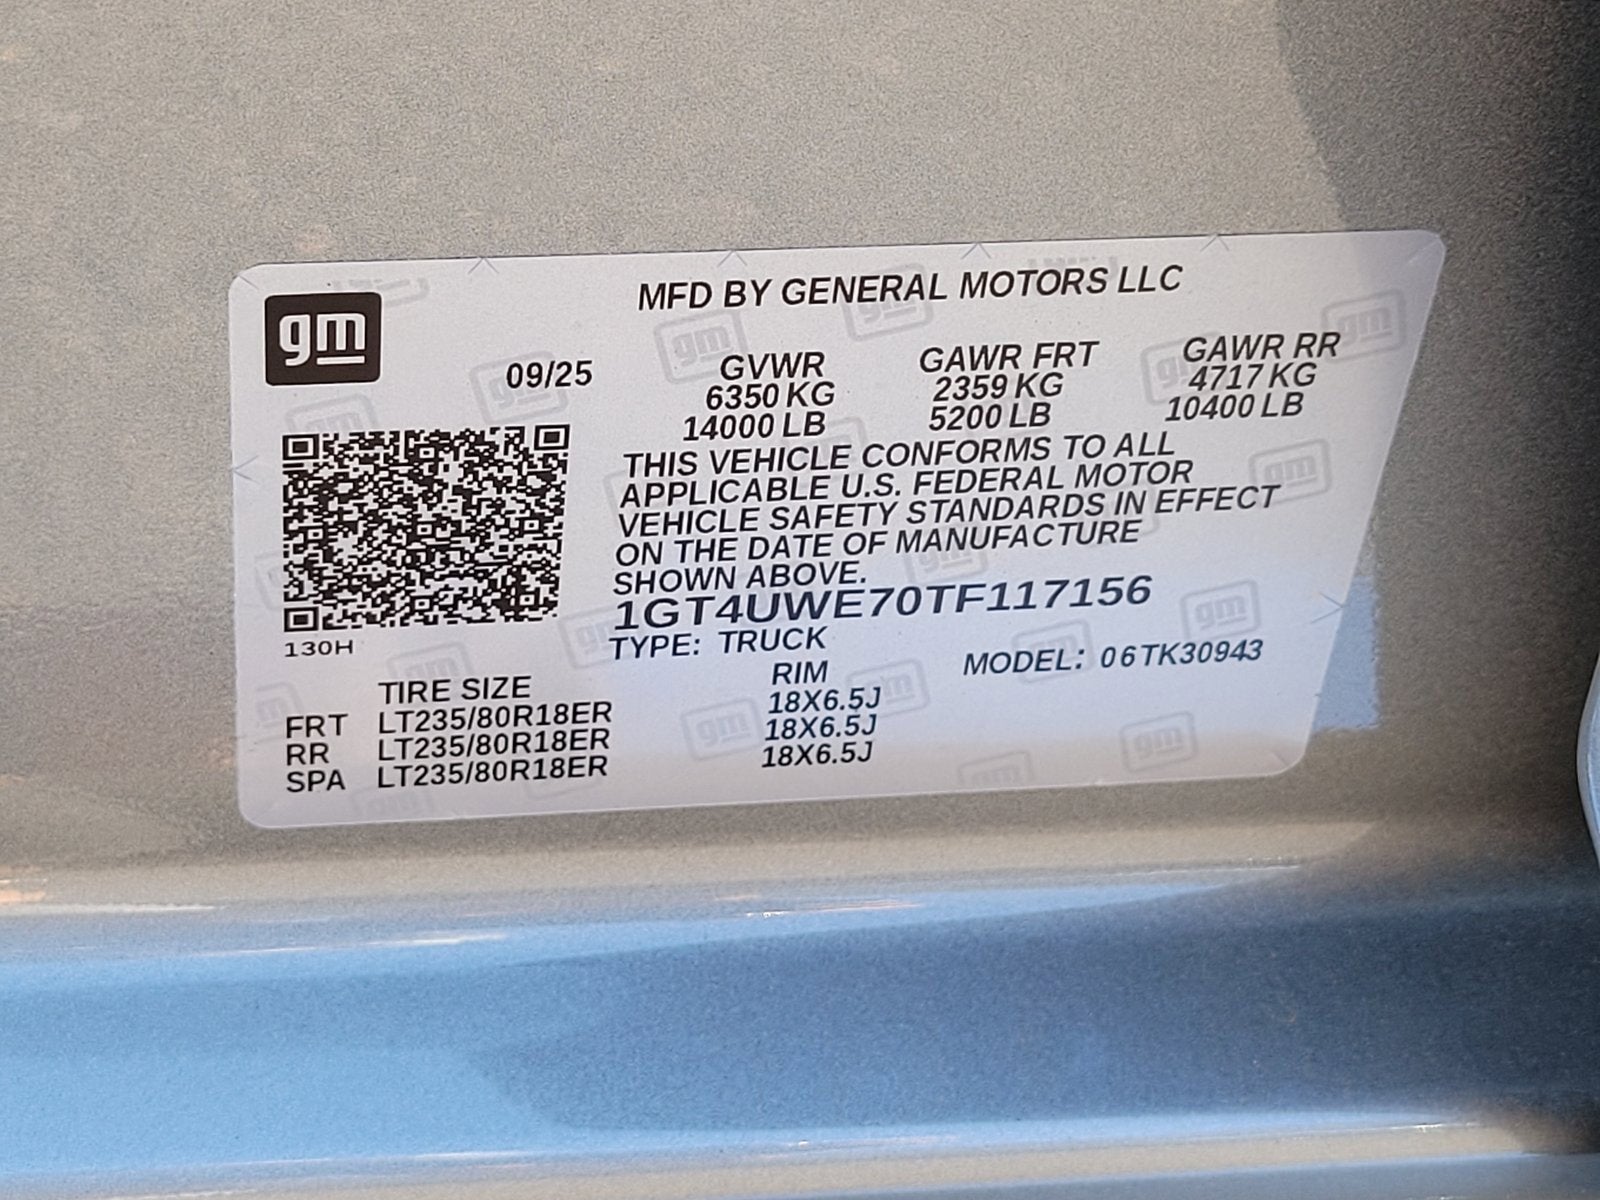 gm
MFD BY GENERAL MOTORS LLC
09/25
GVWR GAWR FRT GAWR RR
6350 KG 2359 KG 4717 KG
14000 LB 5200 LB 10400 LB
THIS VEHICLE CONFORMS TO ALL
APPLICABLE U.S. FEDERAL MOTOR
VEHICLE SAFETY STANDARDS IN EFFECT
ON THE DATE OF MANUFACTURE
SHOWN ABOVE.
1GT4UWE70TF117156
130H
TYPE: TRUCK
MODEL: 06TK30943
TIRE SIZE RIM
FRT LT235/80R18ER 18X6.5J
RR LT235/80R18ER 18X6.5J
SPA LT235/80R18ER 18X6.5J